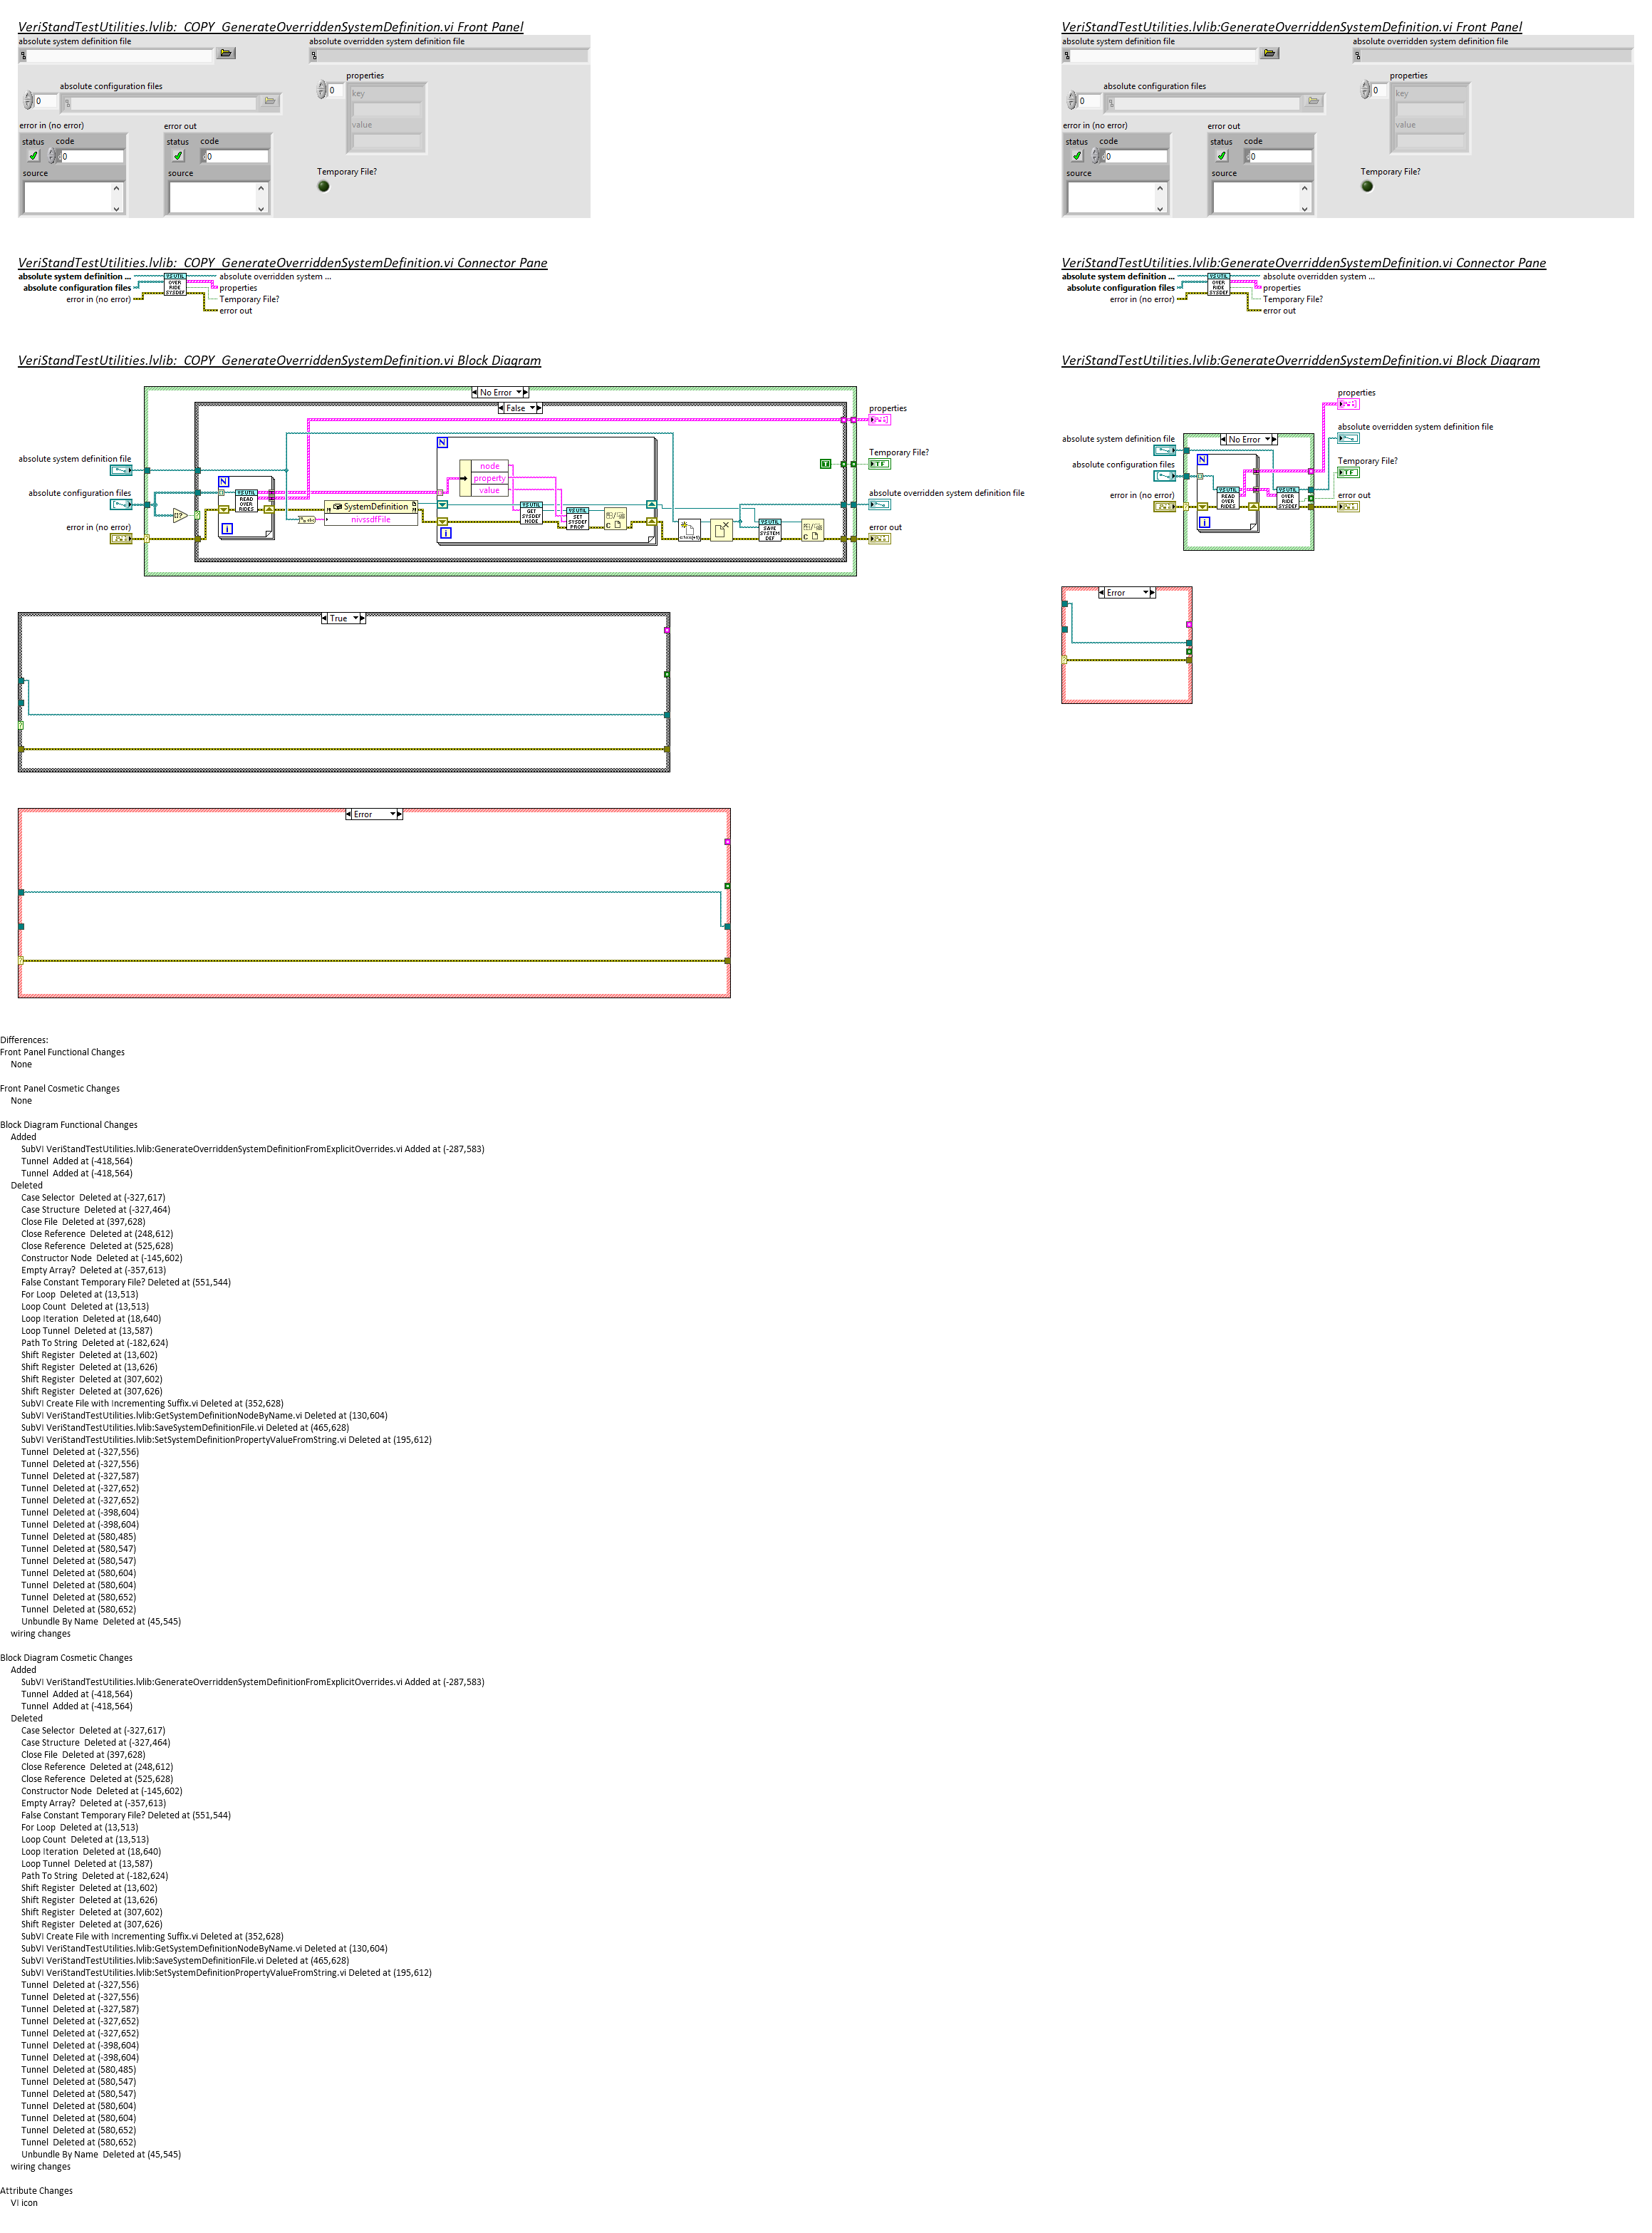 VeriStandTestUtilities.lvlib:_COPY_GenerateOverriddenSystemDefinition.vi Front Panel
absolute system definition file
absolute overridden system definition file
absolute configuration files
0
properties
0
key
value
error in (no error)
status
code
0
source
error out
status
code
0
source
Temporary File?
VeriStandTestUtilities.lvlib:GenerateOverriddenSystemDefinition.vi Front Panel
absolute system definition file
absolute overridden system definition file
absolute configuration files
0
properties
0
key
value
error in (no error)
status
code
0
source
error out
status
code
0
source
Temporary File?
VeriStandTestUtilities.lvlib:_COPY_GenerateOverriddenSystemDefinition.vi Connector Pane
absolute system definition ...
absolute configuration files
error in (no error)
VSUTIL
OVER
RIDE
SYSDEF
absolute overridden system ...
properties
Temporary File?
error out
VeriStandTestUtilities.lvlib:GenerateOverriddenSystemDefinition.vi Connector Pane
absolute system definition ...
absolute configuration files
error in (no error)
VSUTIL
OVER
RIDE
SYSDEF
absolute overridden system ...
properties
Temporary File?
error out
VeriStandTestUtilities.lvlib:_COPY_GenerateOverriddenSystemDefinition.vi Block Diagram
No Error
False
absolute system definition file
absolute configuration files
error in (no error)
N
VSUTIL
READ
OVER
RIDES
i
SystemDefinition
nivssdfFile
N
node
property
value
VSUTIL
GET
SYSDEF
NODE
VSUTIL
SET
SYSDEF
PROP
i
VSUTIL
SAVE
SYSTEM
DEF
T
properties
Temporary File?
TF
absolute overridden system definition file
error out
True
Error
VeriStandTestUtilities.lvlib:GenerateOverriddenSystemDefinition.vi Block Diagram
No Error
absolute system definition file
absolute configuration files
error in (no error)
N
VSUTIL
READ
OVER
RIDES
i
VSUTIL
OVER
RIDE
SYSDEF
properties
absolute overridden system definition file
Temporary File?
TF
error out
Error
Differences:
Front Panel Functional Changes
None
Front Panel Cosmetic Changes
None
Block Diagram Functional Changes
Added
SubVI VeriStandTestUtilities.lvlib:GenerateOverriddenSystemDefinitionFromExplicitOverrides.vi Added at (-287,583)
Tunnel  Added at (-418,564)
Tunnel  Added at (-418,564)
Deleted
Case Selector  Deleted at (-327,617)
Case Structure  Deleted at (-327,464)
Close File  Deleted at (397,628)
Close Reference  Deleted at (248,612)
Close Reference  Deleted at (525,628)
Constructor Node  Deleted at (-145,602)
Empty Array?  Deleted at (-357,613)
False Constant Temporary File? Deleted at (551,544)
For Loop  Deleted at (13,513)
Loop Count  Deleted at (13,513)
Loop Iteration  Deleted at (18,640)
Loop Tunnel  Deleted at (13,587)
Path To String  Deleted at (-182,624)
Shift Register  Deleted at (13,602)
Shift Register  Deleted at (13,626)
Shift Register  Deleted at (307,602)
Shift Register  Deleted at (307,626)
SubVI Create File with Incrementing Suffix.vi Deleted at (352,628)
SubVI VeriStandTestUtilities.lvlib:GetSystemDefinitionNodeByName.vi Deleted at (130,604)
SubVI VeriStandTestUtilities.lvlib:SaveSystemDefinitionFile.vi Deleted at (465,628)
SubVI VeriStandTestUtilities.lvlib:SetSystemDefinitionPropertyValueFromString.vi Deleted at (195,612)
Tunnel  Deleted at (-327,556)
Tunnel  Deleted at (-327,556)
Tunnel  Deleted at (-327,587)
Tunnel  Deleted at (-327,652)
Tunnel  Deleted at (-327,652)
Tunnel  Deleted at (-398,604)
Tunnel  Deleted at (-398,604)
Tunnel  Deleted at (580,485)
Tunnel  Deleted at (580,547)
Tunnel  Deleted at (580,547)
Tunnel  Deleted at (580,604)
Tunnel  Deleted at (580,604)
Tunnel  Deleted at (580,652)
Tunnel  Deleted at (580,652)
Unbundle By Name  Deleted at (45,545)
wiring changes
Block Diagram Cosmetic Changes
Added
SubVI VeriStandTestUtilities.lvlib:GenerateOverriddenSystemDefinitionFromExplicitOverrides.vi Added at (-287,583)
Tunnel  Added at (-418,564)
Tunnel  Added at (-418,564)
Deleted
Case Selector  Deleted at (-327,617)
Case Structure  Deleted at (-327,464)
Close File  Deleted at (397,628)
Close Reference  Deleted at (248,612)
Close Reference  Deleted at (525,628)
Constructor Node  Deleted at (-145,602)
Empty Array?  Deleted at (-357,613)
False Constant Temporary File? Deleted at (551,544)
For Loop  Deleted at (13,513)
Loop Count  Deleted at (13,513)
Loop Iteration  Deleted at (18,640)
Loop Tunnel  Deleted at (13,587)
Path To String  Deleted at (-182,624)
Shift Register  Deleted at (13,602)
Shift Register  Deleted at (13,626)
Shift Register  Deleted at (307,602)
Shift Register  Deleted at (307,626)
SubVI Create File with Incrementing Suffix.vi Deleted at (352,628)
SubVI VeriStandTestUtilities.lvlib:GetSystemDefinitionNodeByName.vi Deleted at (130,604)
SubVI VeriStandTestUtilities.lvlib:SaveSystemDefinitionFile.vi Deleted at (465,628)
SubVI VeriStandTestUtilities.lvlib:SetSystemDefinitionPropertyValueFromString.vi Deleted at (195,612)
Tunnel  Deleted at (-327,556)
Tunnel  Deleted at (-327,556)
Tunnel  Deleted at (-327,587)
Tunnel  Deleted at (-327,652)
Tunnel  Deleted at (-327,652)
Tunnel  Deleted at (-398,604)
Tunnel  Deleted at (-398,604)
Tunnel  Deleted at (580,485)
Tunnel  Deleted at (580,547)
Tunnel  Deleted at (580,547)
Tunnel  Deleted at (580,604)
Tunnel  Deleted at (580,604)
Tunnel  Deleted at (580,652)
Tunnel  Deleted at (580,652)
Unbundle By Name  Deleted at (45,545)
wiring changes
Attribute Changes
VI icon